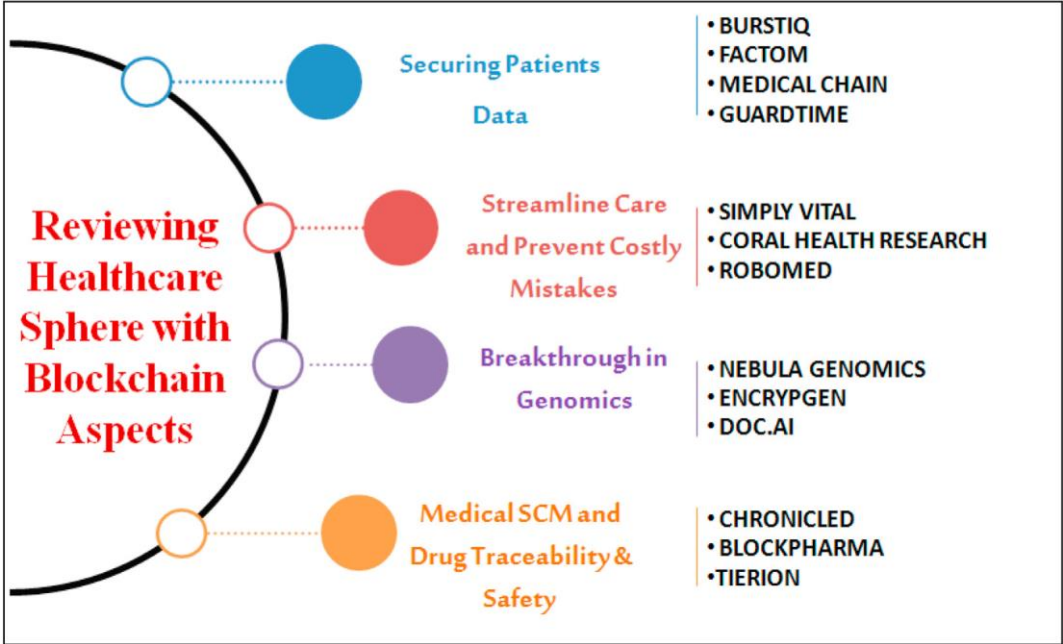 Reviewing
Healthcare
Sphere with
Blockchain
Aspects
Securing Patients
Data
• BURSTIQ
• FACTOM
• MEDICAL CHAIN
• GUARDTIME
Streamline Care
and Prevent Costly
Mistakes
• SIMPLY VITAL
• CORAL HEALTH RESEARCH
• ROBOMED
Breakthrough in
Genomics
• NEBULA GENOMICS
• ENCRYPGEN
• DOC.AI
Medical SCM and
Drug Traceability &
Safety
• CHRONICLED
• BLOCKPHARMA
•TIERION